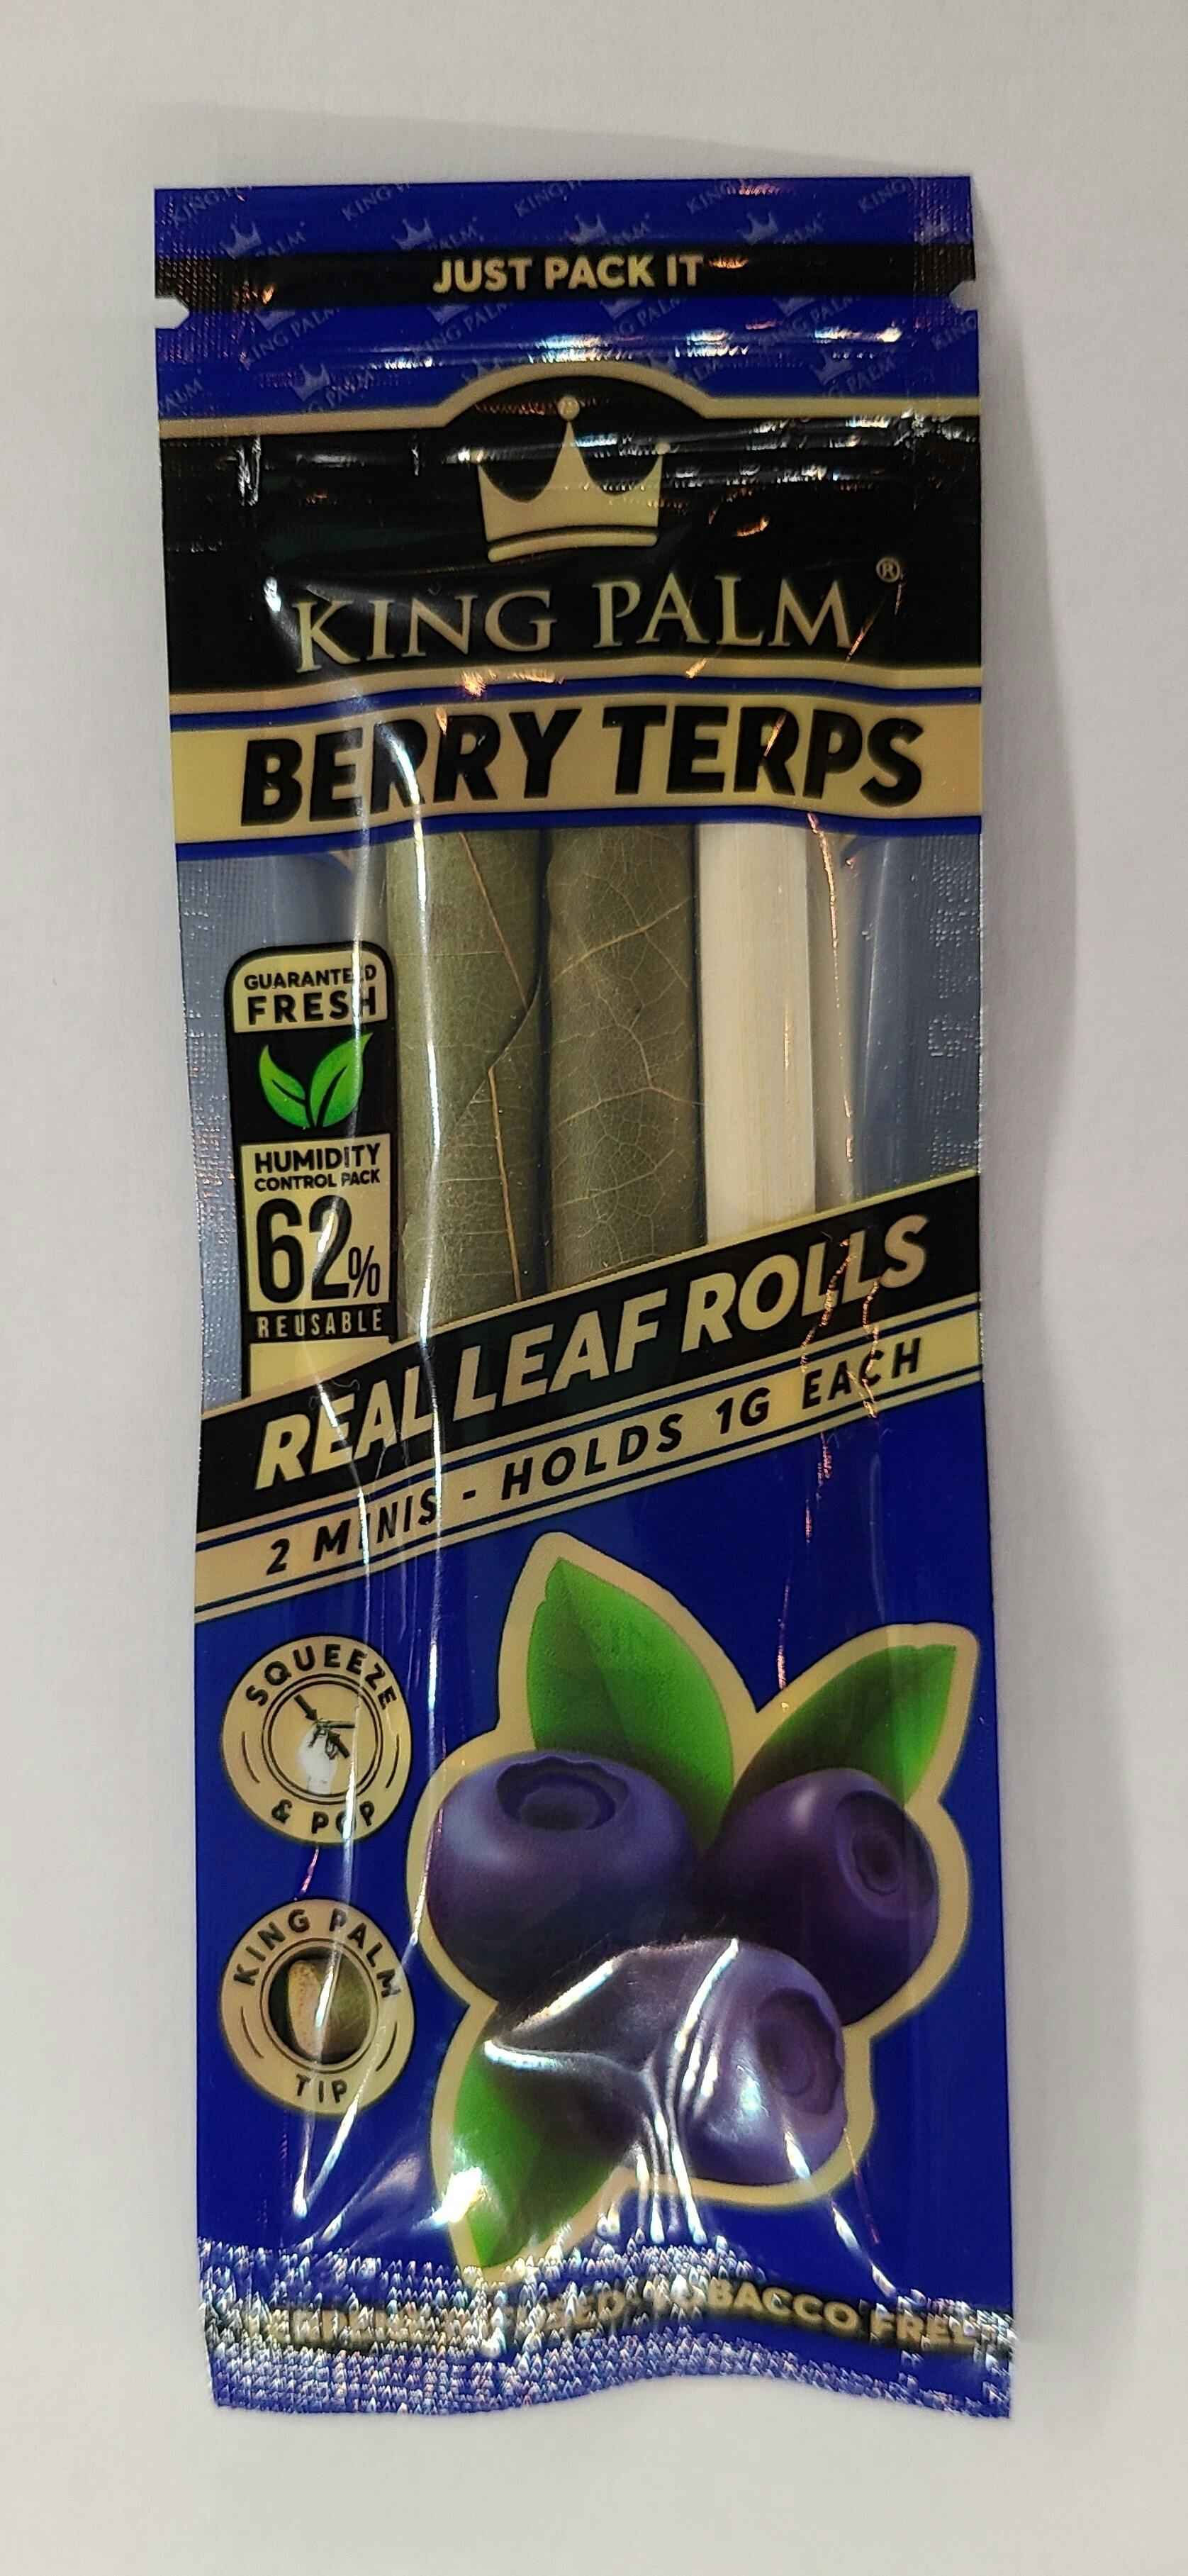 JUST PACK IT
KING PALM®
BERRY TERPS
GUARANTEED
FRESH
HUMIDITY
CONTROL PACK
62%
REUSABLE
REAL LEAF ROLLS
2 MINIS - HOLDS 1G EACH
SQUEEZE
& POP
KING PALM
TIP
TOBACCO FREE